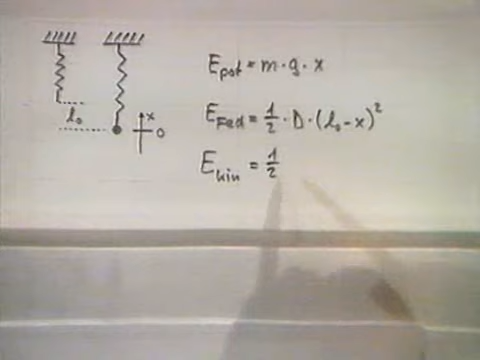 l₀
x
0
E_pot = m · g · x
E_Fed = 1/2 · D · (l₀ - x)²
E_kin = 1/2